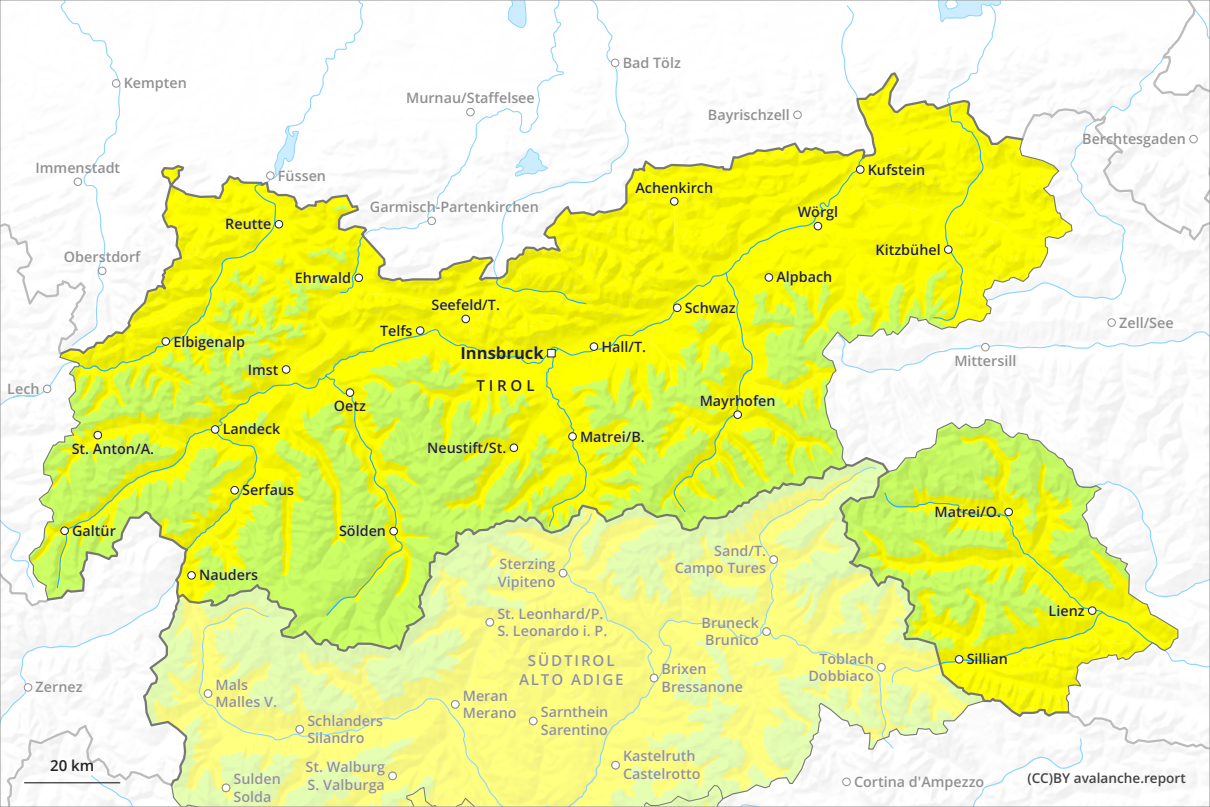 Kempten
Bad Tölz
Murnau/Staffelsee
Bayrischzell
Berchtesgaden
Immenstadt
Füssen
Kufstein
Achenkirch
Garmisch-Partenkirchen
Reutte
Wörgl
Oberstdorf
Kitzbühel
Ehrwald
Alpbach
Seefeld/T.
Schwaz
Telfs
Zell/See
Elbigenalp
Innsbruck
Hall/T.
Mittersill
Imst
TIROL
Lech
Oetz
Mayrhofen
Landeck
Matrei/B.
St. Anton/A.
Neustift/St.
Serfaus
Matrei/O.
Galtür
Sölden
Sand/T.
Campo Tures
Sterzing
Vipiteno
Nauders
St. Leonhard/P.
S. Leonardo i. P.
Lienz
Bruneck
Brunico
SÜDTIROL
ALTO ADIGE
Toblach
Dobbiaco
Sillian
Brixen
Bressanone
Zernez
Mals
Malles V.
Meran
Merano
Sarnthein
Sarentino
Schlanders
Silandro
Kastelruth
Castelrotto
St. Walburg
S. Valburga
20 km
Sulden
Solda
Cortina d'Ampezzo
(CC)BY avalanche.report